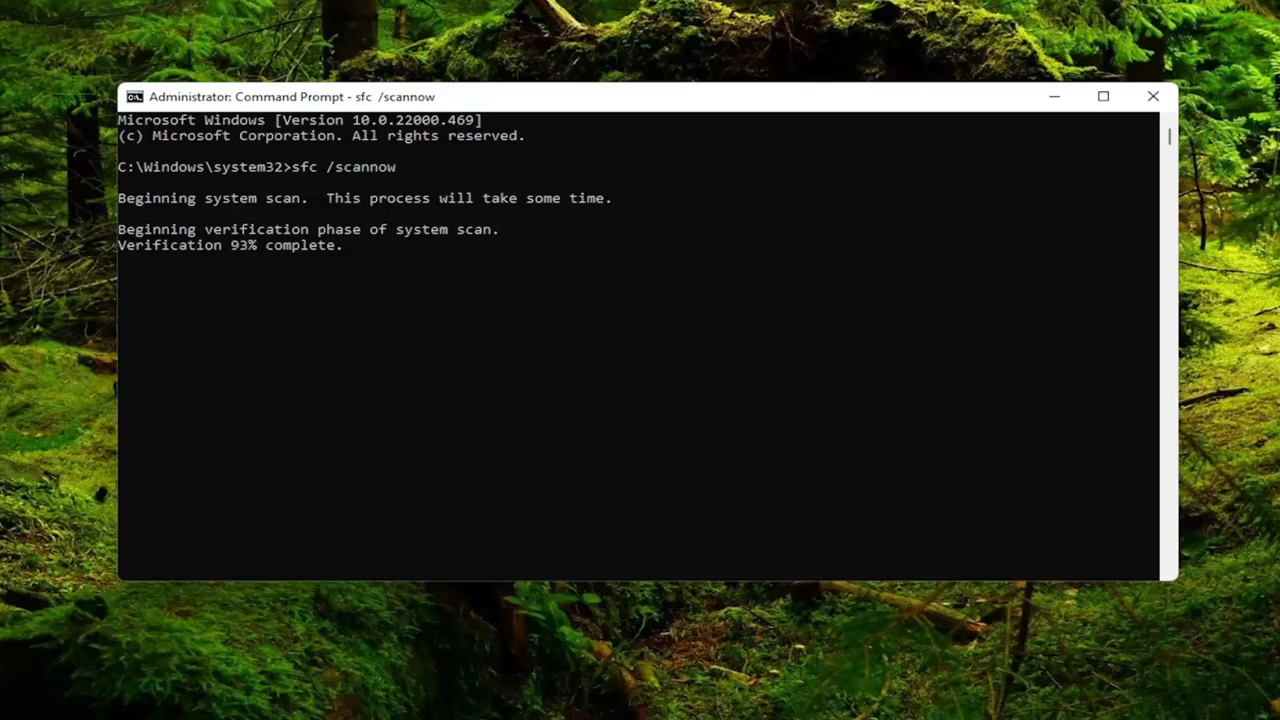 Administrator: Command Prompt - sfc  /scannow
Microsoft Windows [Version 10.0.22000.469]
(c) Microsoft Corporation. All rights reserved.
C:\Windows\system32>sfc /scannow
Beginning system scan.  This process will take some time.
Beginning verification phase of system scan.
Verification 93% complete.